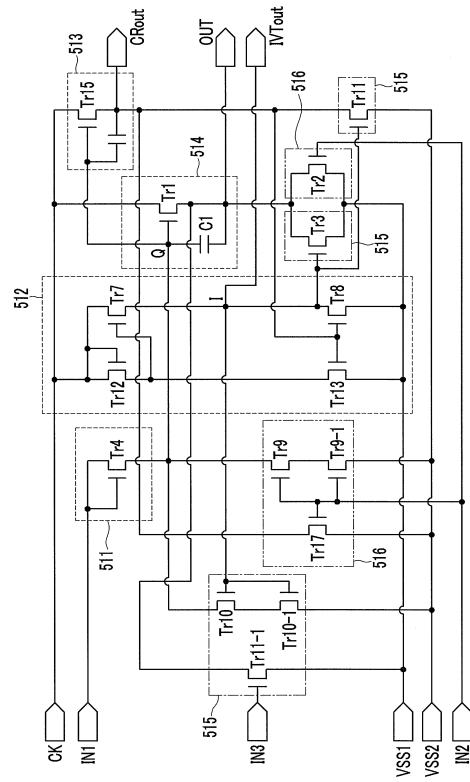 513
CRout
OUT
IVTout
Tr15
514
516
Tr11
515
Tr1
C1
Q
Tr2
Tr3
515
512
I
Tr7
Tr8
Tr12
Tr13
Tr4
511
Tr9
Tr9-1
Tr17
516
Tr10
Tr10-1
Tr11-1
515
CK
IN1
IN3
VSS1
VSS2
IN2